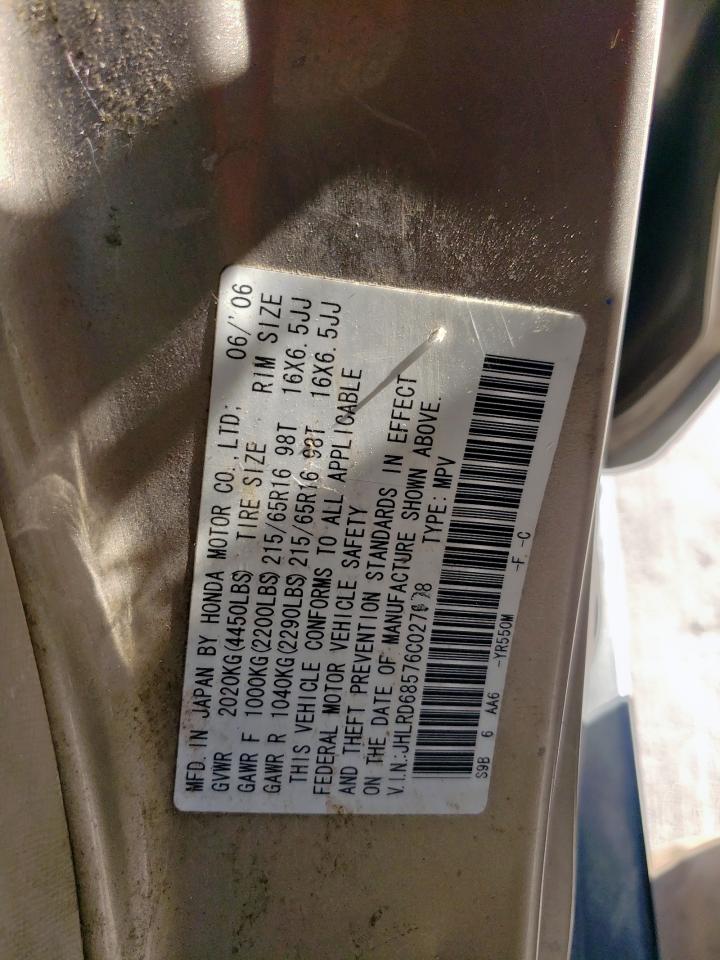 MFD. IN JAPAN BY HONDA MOTOR CO., LTD; 06/'06
GVWR 2020KG(4450LBS) TIRE SIZE RIM SIZE
GAWR F 1000KG(2200LBS) 215/65R16 98T 16X6. 5JJ
GAWR R 1040KG(2290LBS) 215/65R16 98T 16X6. 5JJ
THIS VEHICLE CONFORMS TO ALL APPLICABLE
FEDERAL MOTOR VEHICLE SAFETY
AND THEFT PREVENTION STANDARDS IN EFFECT
ON THE DATE OF MANUFACTURE SHOWN ABOVE.
V.I.N.: TYPE: MPV
S9B 6 AA6 -YR550M -F -C